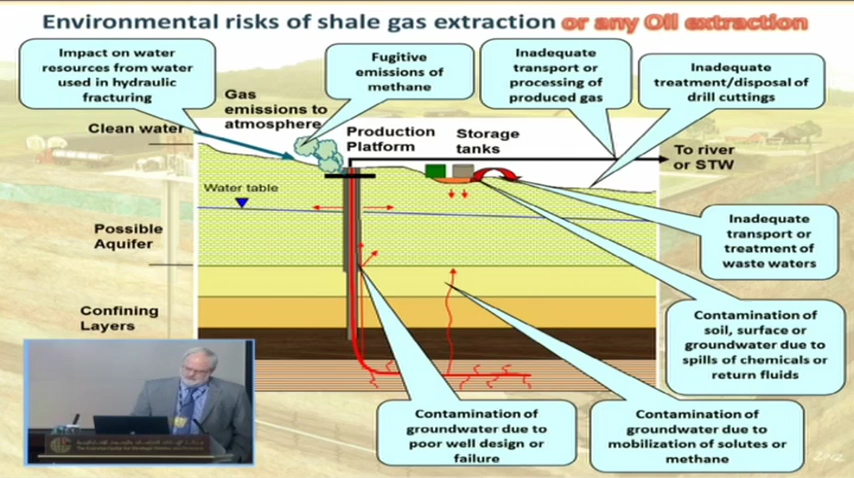 Environmental risks of shale gas extraction or any Oil extraction
Impact on water
resources from water
used in hydraulic
fracturing
Fugitive
emissions of
methane
Inadequate
transport or
processing of
produced gas
Inadequate
treatment/disposal of
drill cuttings
Gas
emissions to
atmosphere
Clean water
Production
Platform
Storage
tanks
To river
or STW
Water table
Possible
Aquifer
Inadequate
transport or
treatment of
waste waters
Confining
Layers
Contamination of
soil, surface or
groundwater due to
spills of chemicals or
return fluids
Contamination of
groundwater due to
poor well design or
failure
Contamination of
groundwater due to
mobilization of solutes or
methane